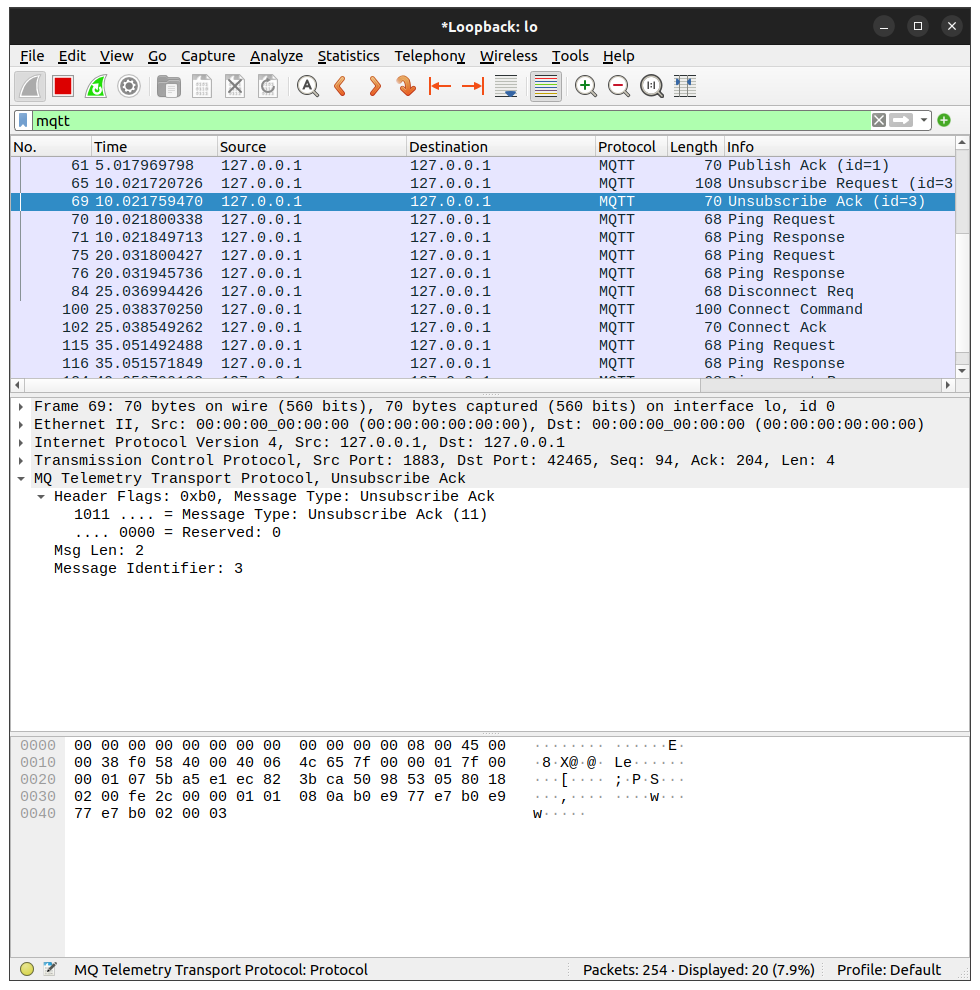 *Loopback: lo
File Edit View Go Capture Analyze Statistics Telephony Wireless Tools Help
mqtt
No. Time Source Destination Protocol Length Info
61 5.017969798 127.0.0.1 127.0.0.1 MQTT 70 Publish Ack (id=1)
65 10.021720726 127.0.0.1 127.0.0.1 MQTT 108 Unsubscribe Request (id=3
69 10.021759470 127.0.0.1 127.0.0.1 MQTT 70 Unsubscribe Ack (id=3)
70 10.021800338 127.0.0.1 127.0.0.1 MQTT 68 Ping Request
71 10.021849713 127.0.0.1 127.0.0.1 MQTT 68 Ping Response
75 20.031800427 127.0.0.1 127.0.0.1 MQTT 68 Ping Request
76 20.031945736 127.0.0.1 127.0.0.1 MQTT 68 Ping Response
84 25.036994426 127.0.0.1 127.0.0.1 MQTT 68 Disconnect Req
100 25.038370250 127.0.0.1 127.0.0.1 MQTT 100 Connect Command
102 25.038549262 127.0.0.1 127.0.0.1 MQTT 70 Connect Ack
115 35.051492488 127.0.0.1 127.0.0.1 MQTT 68 Ping Request
116 35.051571849 127.0.0.1 127.0.0.1 MQTT 68 Ping Response
Frame 69: 70 bytes on wire (560 bits), 70 bytes captured (560 bits) on interface lo, id 0
Ethernet II, Src: 00:00:00_00:00:00 (00:00:00:00:00:00), Dst: 00:00:00_00:00:00 (00:00:00:00:00:00)
Internet Protocol Version 4, Src: 127.0.0.1, Dst: 127.0.0.1
Transmission Control Protocol, Src Port: 1883, Dst Port: 42465, Seq: 94, Ack: 204, Len: 4
MQ Telemetry Transport Protocol, Unsubscribe Ack
Header Flags: 0xb0, Message Type: Unsubscribe Ack
1011 .... = Message Type: Unsubscribe Ack (11)
.... 0000 = Reserved: 0
Msg Len: 2
Message Identifier: 3
0000 00 00 00 00 00 00 00 00 00 00 00 00 08 00 45 00 ········ ······E·
0010 00 38 f0 58 40 00 40 06 4c 65 7f 00 00 01 7f 00 ·8·X@·@· Le······
0020 00 01 07 5b a5 e1 ec 82 3b ca 50 98 53 05 80 18 ···[···· ;·P·S···
0030 02 00 fe 2c 00 00 01 01 08 0a b0 e9 77 e7 b0 e9 ···,···· ····w···
0040 77 e7 b0 02 00 03 w·····
MQ Telemetry Transport Protocol: Protocol Packets: 254 · Displayed: 20 (7.9%) Profile: Default